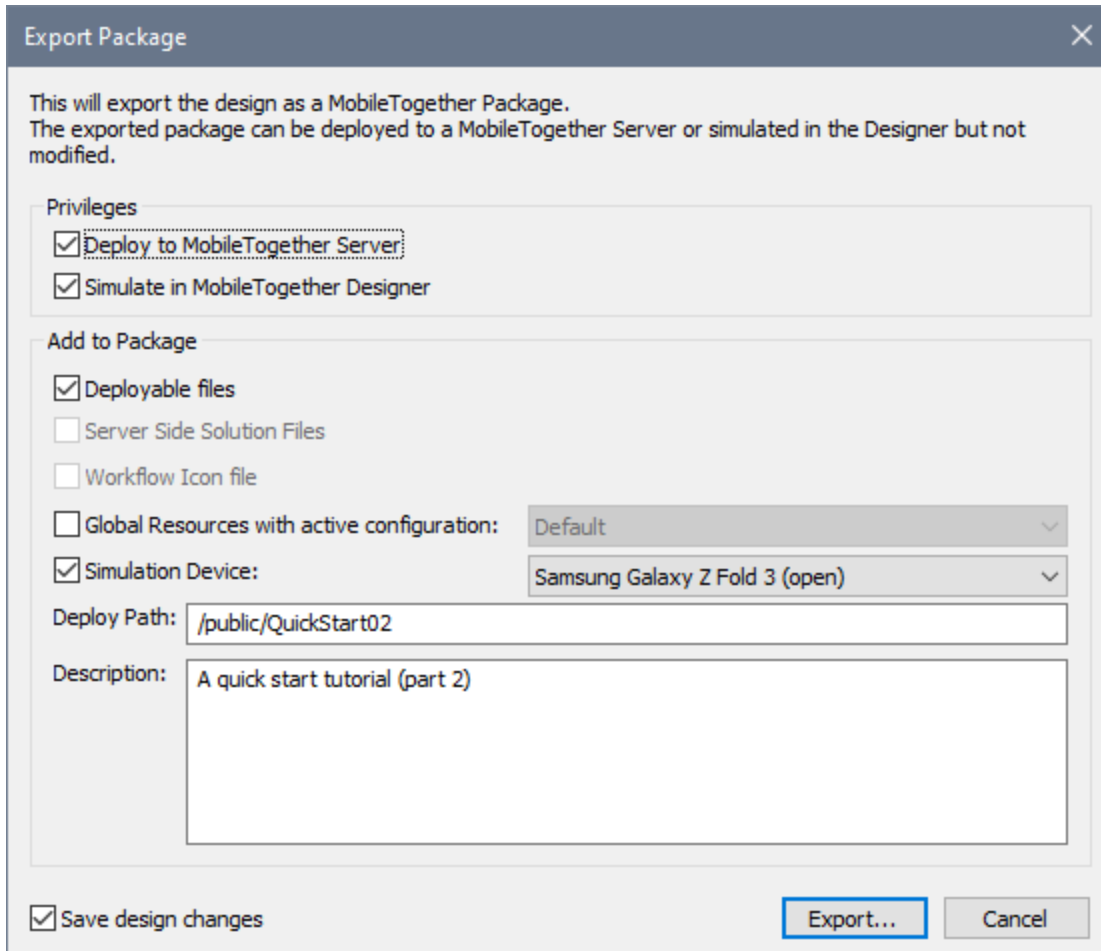 Export Package
This will export the design as a MobileTogether Package.
The exported package can be deployed to a MobileTogether Server or simulated in the Designer but not
modified.
Privileges
Deploy to MobileTogether Server
Simulate in MobileTogether Designer
Add to Package
Deployable files
Server Side Solution Files
Workflow Icon file
Global Resources with active configuration: Default
Simulation Device: Samsung Galaxy Z Fold 3 (open)
Deploy Path: /public/QuickStart02
Description: A quick start tutorial (part 2)
Save design changes Export... Cancel